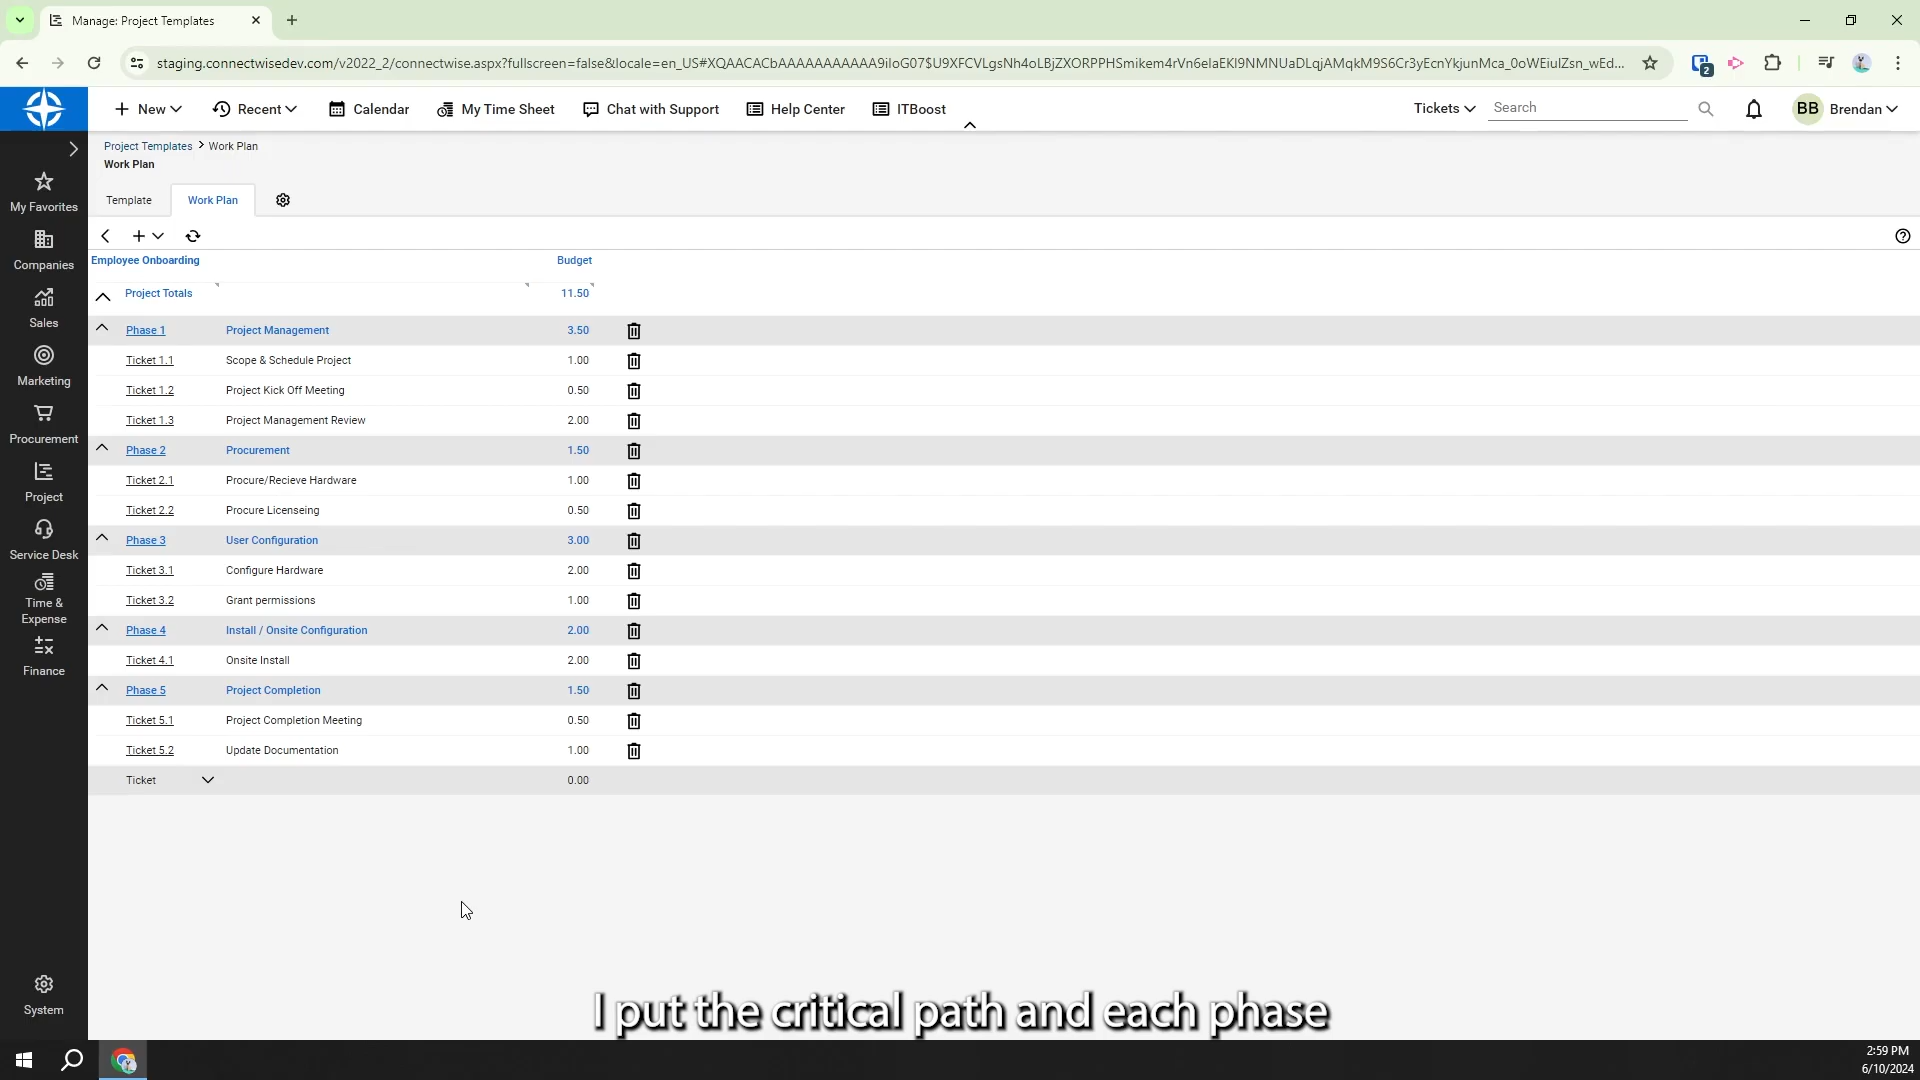 Manage: Project Templates
staging.connectwisedev.com/v2022_2/connectwise.aspx?fullscreen=false&locale=en_US#XQAACACbAAAAAAAAAAA9iIoG07$U9XFCVLgsNh4oLBjZXORPPHSmikem4rVn6elaEKI9NMNUaDLqjAMqkM9S6Cr3yEcnYkjunMca_0oWEiulZsn_wEd...
2
New
Recent
Calendar
My Time Sheet
Chat with Support
Help Center
ITBoost
Tickets
Search
BB
Brendan
Project Templates > Work Plan
Work Plan
Template
Work Plan
My Favorites
Companies
Sales
Marketing
Procurement
Project
Service Desk
Time &
Expense
Finance
System
Employee Onboarding Budget
Project Totals 11.50
Phase 1 Project Management 3.50
Ticket 1.1 Scope & Schedule Project 1.00
Ticket 1.2 Project Kick Off Meeting 0.50
Ticket 1.3 Project Management Review 2.00
Phase 2 Procurement 1.50
Ticket 2.1 Procure/Recieve Hardware 1.00
Ticket 2.2 Procure Licenseing 0.50
Phase 3 User Configuration 3.00
Ticket 3.1 Configure Hardware 2.00
Ticket 3.2 Grant permissions 1.00
Phase 4 Install / Onsite Configuration 2.00
Ticket 4.1 Onsite Install 2.00
Phase 5 Project Completion 1.50
Ticket 5.1 Project Completion Meeting 0.50
Ticket 5.2 Update Documentation 1.00
Ticket 0.00
I put the critical path and each phase
2:59 PM
6/10/2024